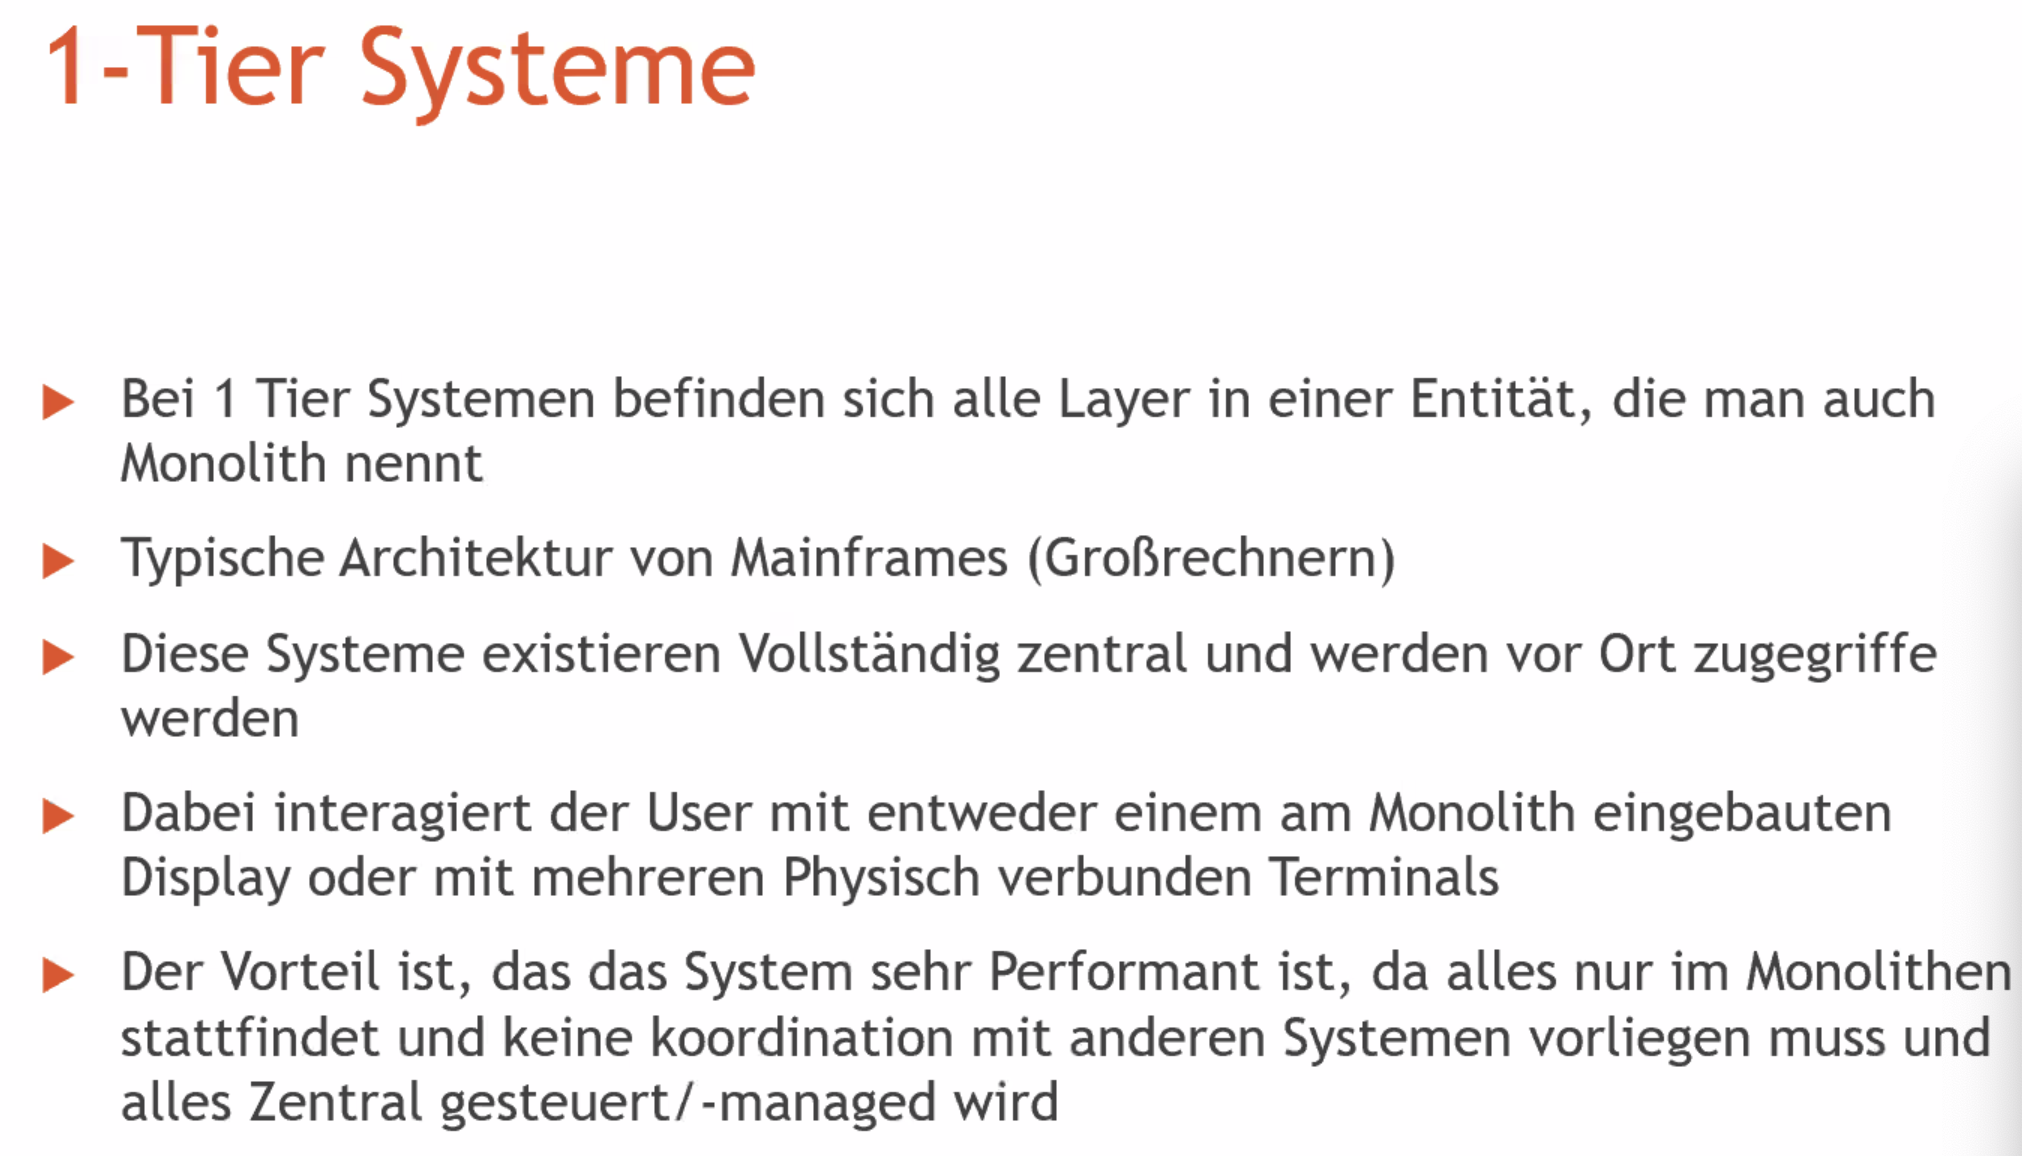 1-Tier Systeme
Bei 1 Tier Systemen befinden sich alle Layer in einer Entität, die man auch
Monolith nennt
Typische Architektur von Mainframes (Großrechnern)
Diese Systeme existieren Vollständig zentral und werden vor Ort zugegriffe
werden
Dabei interagiert der User mit entweder einem am Monolith eingebauten
Display oder mit mehreren Physisch verbunden Terminals
Der Vorteil ist, das das System sehr Performant ist, da alles nur im Monolithen
stattfindet und keine koordination mit anderen Systemen vorliegen muss und
alles Zentral gesteuert/-managed wird